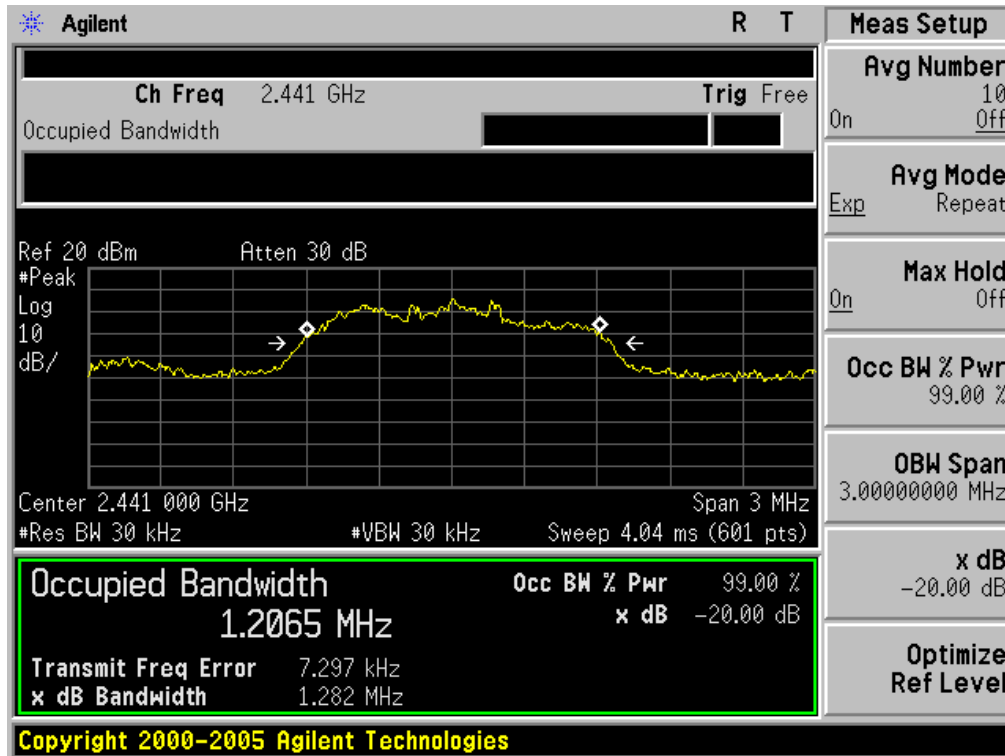 Agilent R T
Ch Freq 2.441 GHz Trig Free
Occupied Bandwidth
Ref 20 dBm Atten 30 dB
#Peak
Log
10
dB/
Center 2.441 000 GHz Span 3 MHz
#Res BW 30 kHz #VBW 30 kHz Sweep 4.04 ms (601 pts)
Occupied Bandwidth
1.2065 MHz
Occ BW % Pwr 99.00 %
x dB -20.00 dB
Transmit Freq Error 7.297 kHz
x dB Bandwidth 1.282 MHz
Copyright 2000-2005 Agilent Technologies
Meas Setup
Avg Number
10
On Off
Avg Mode
Exp Repeat
Max Hold
On Off
Occ BW % Pwr
99.00 %
OBW Span
3.00000000 MHz
x dB
-20.00 dB
Optimize
Ref Level